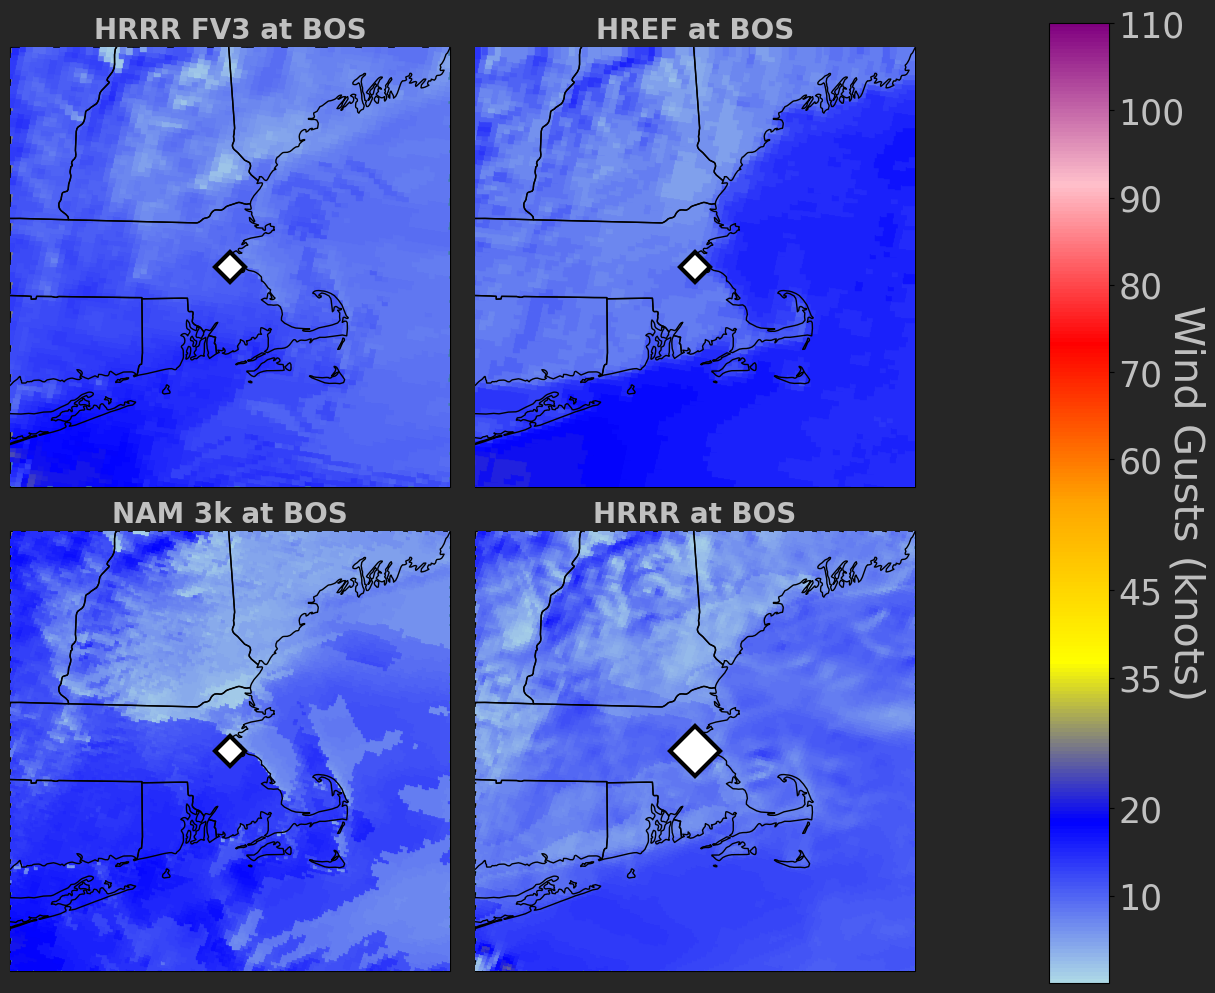 HRRR FV3 at BOS
HREF at BOS
NAM 3k at BOS
HRRR at BOS
110
100
90
80
70
60
45
35
20
10
Wind Gusts (knots)